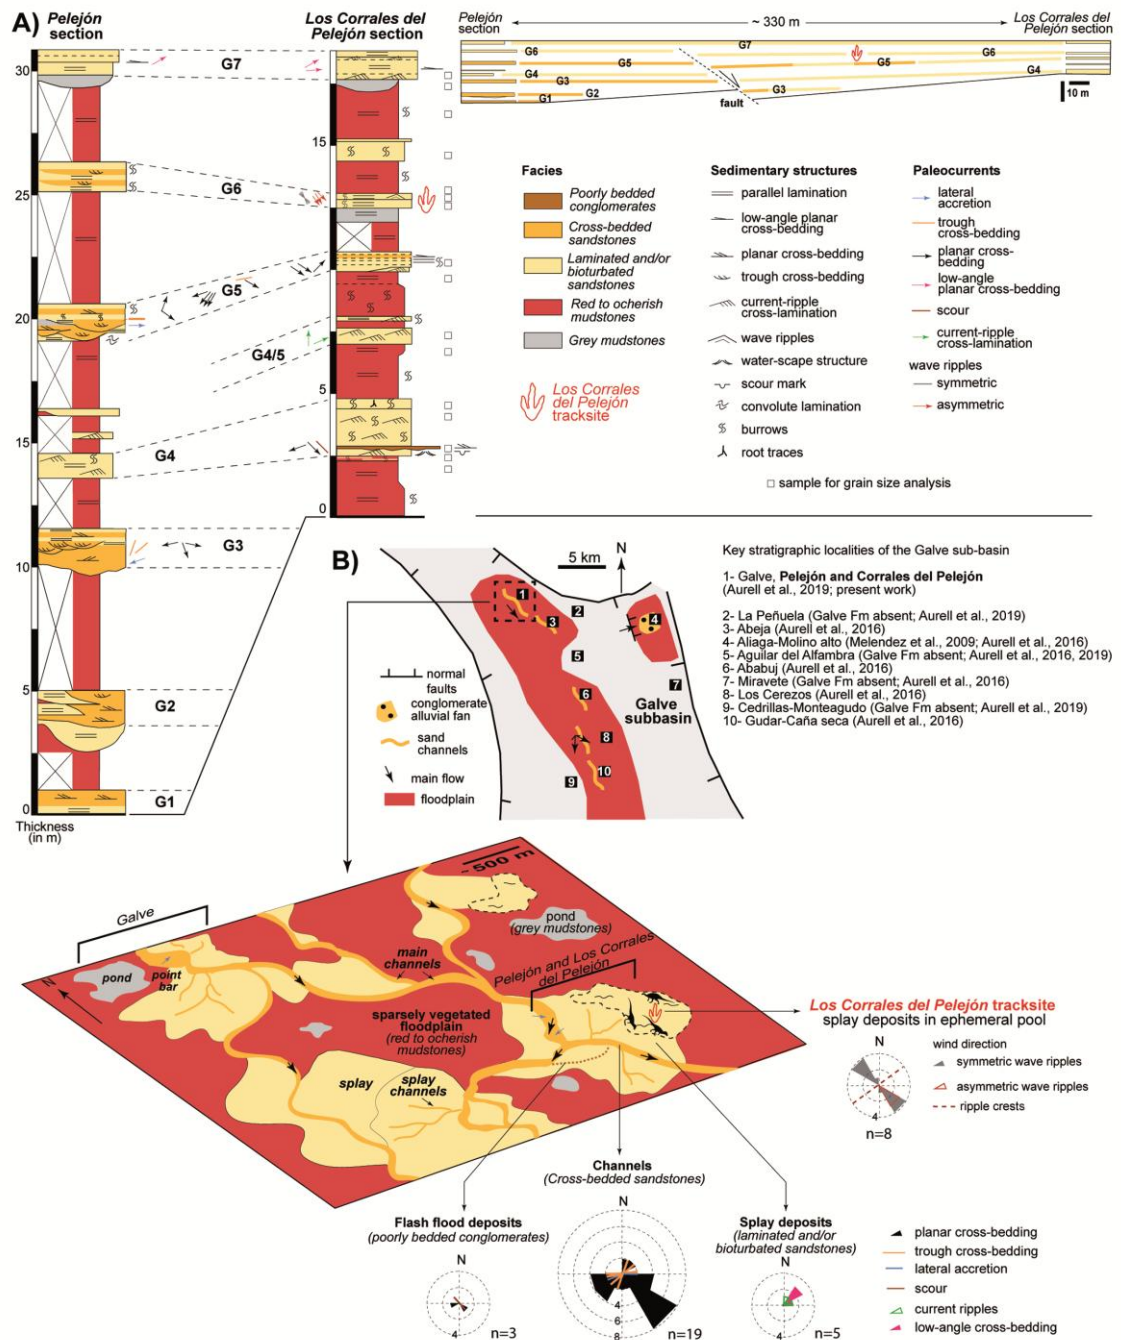 A)
Pelejón
section
Los Corrales del
Pelejón section
Pelejón
section
~ 330 m
Los Corrales del
Pelejón section
G7
G6
G6
G5
G5
G4
G4
G3
G3
G2
G1
fault
10 m
30
25
20
15
10
5
0
Thickness
(in m)
15
5
0
G7
G6
G5
G4/5
G4
G3
G2
G1
Facies
Poorly bedded
conglomerates
Cross-bedded
sandstones
Laminated and/or
bioturbated
sandstones
Red to ocherish
mudstones
Grey mudstones
Los Corrales
del Pelejón
tracksite
Sedimentary structures
parallel lamination
low-angle planar
cross-bedding
planar cross-bedding
trough cross-bedding
current-ripple
cross-lamination
wave ripples
water-scape structure
scour mark
convolute lamination
burrows
root traces
sample for grain size analysis
Paleocurrents
lateral
accretion
trough
cross-bedding
planar cross-
bedding
low-angle
planar cross-bedding
scour
current-ripple
cross-lamination
wave ripples
symmetric
asymmetric
B)
5 km
N
1
2
3
4
5
6
7
8
9
10
Galve
subbasin
normal
faults
conglomerate
alluvial fan
sand
channels
main flow
floodplain
Key stratigraphic localities of the Galve sub-basin
1- Galve, Pelejón and Corrales del Pelejón
(Aurell et al., 2019; present work)
2- La Peñuela (Galve Fm absent; Aurell et al., 2019)
3- Abeja (Aurell et al., 2016)
4- Aliaga-Molino alto (Melendez et al., 2009; Aurell et al., 2016)
5- Aguilar del Alfambra (Galve Fm absent; Aurell et al., 2016, 2019)
6- Ababuj (Aurell et al., 2016)
7- Miravete (Galve Fm absent; Aurell et al., 2016)
8- Los Cerezos (Aurell et al., 2016)
9- Cedrillas-Monteagudo (Galve Fm absent; Aurell et al., 2019)
10- Gudar-Caña seca (Aurell et al., 2016)
~ 500 m
Galve
N
pond
point
bar
main
channels
pond
(grey mudstones)
Pelejón and Los Corrales
del Pelejón
sparsely vegetated
floodplain
(red to ocherish
mudstones)
splay
splay
channels
Los Corrales del Pelejón tracksite
splay deposits in ephemeral pool
N
4
n=8
wind direction
symmetric wave ripples
asymmetric wave ripples
ripple crests
Flash flood deposits
(poorly bedded conglomerates)
N
4
n=3
Channels
(Cross-bedded sandstones)
N
4
6
8
n=19
Splay deposits
(laminated and/or
bioturbated sandstones)
N
4
n=5
planar cross-bedding
trough cross-bedding
lateral accretion
scour
current ripples
low-angle cross-bedding